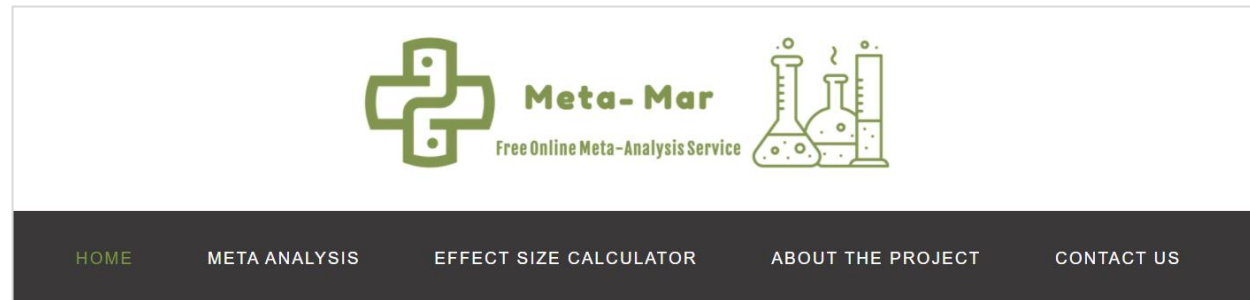 Meta-Mar
Free Online Meta-Analysis Service
HOME META ANALYSIS EFFECT SIZE CALCULATOR ABOUT THE PROJECT CONTACT US